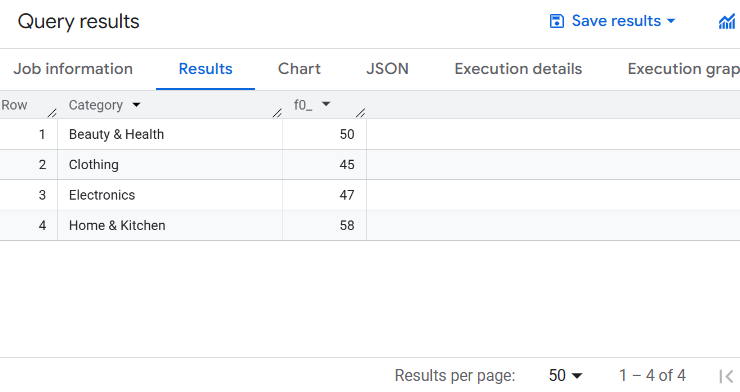 Query results Save results
Job information Results Chart JSON Execution details Execution grap
Row Category f0_
1 Beauty & Health 50
2 Clothing 45
3 Electronics 47
4 Home & Kitchen 58
Results per page: 50 1 – 4 of 4